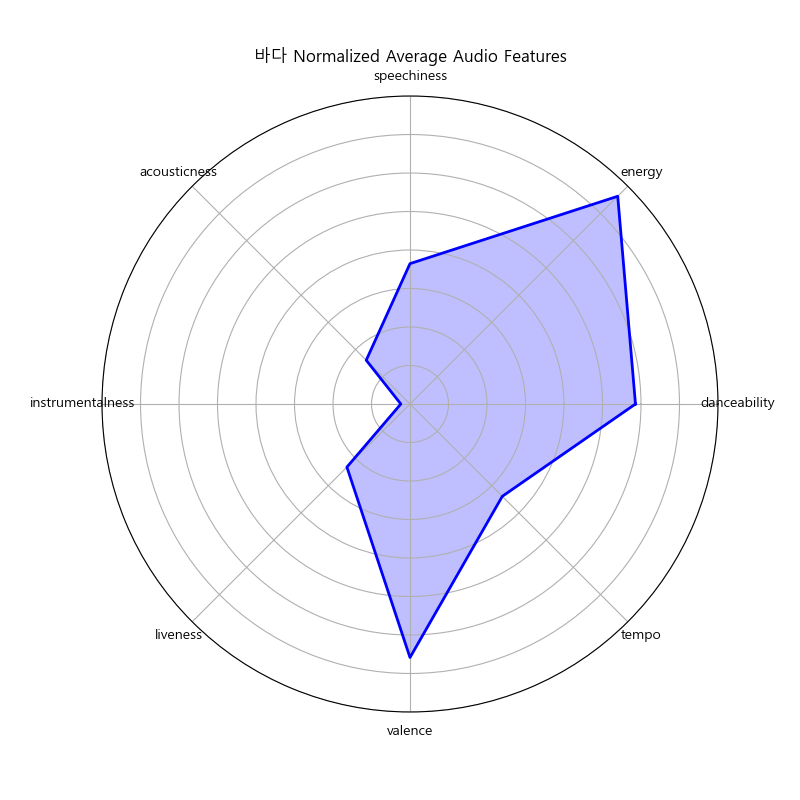 바다 Normalized Average Audio Features
speechiness
acousticness
energy
instrumentalness
danceability
liveness
tempo
valence